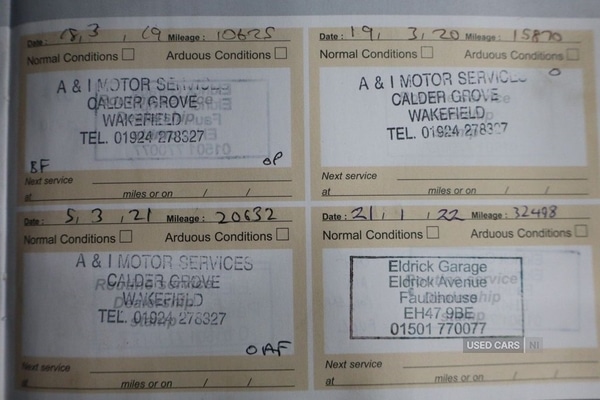 Date : 18, 3 , 19 Mileage : 10625
Normal Conditions Arduous Conditions
A & I MOTOR SERVICES
CALDER GROVE
WAKEFIELD
TEL. 01924 278327
BF OP
Next service
at miles or on / /
Date : 19, 3, 20 Mileage : 15870
Normal Conditions Arduous Conditions
O
A & I MOTOR SERVICES
CALDER GROVE
WAKEFIELD
TEL. 01924 278327
Next service
at miles or on / /
Date : 5, 3 , 21 Mileage : 20632
Normal Conditions Arduous Conditions
A & I MOTOR SERVICES
CALDER GROVE
WAKEFIELD
TEL. 01924 278327
O AF
Next service
at miles or on / /
Date : 21, 1 , 22 Mileage : 32498
Normal Conditions Arduous Conditions
Eldrick Garage
Eldrick Avenue
Fauldhouse
EH47 9BE
01501 770077
USED CARS NI
Next service
at miles or on / /